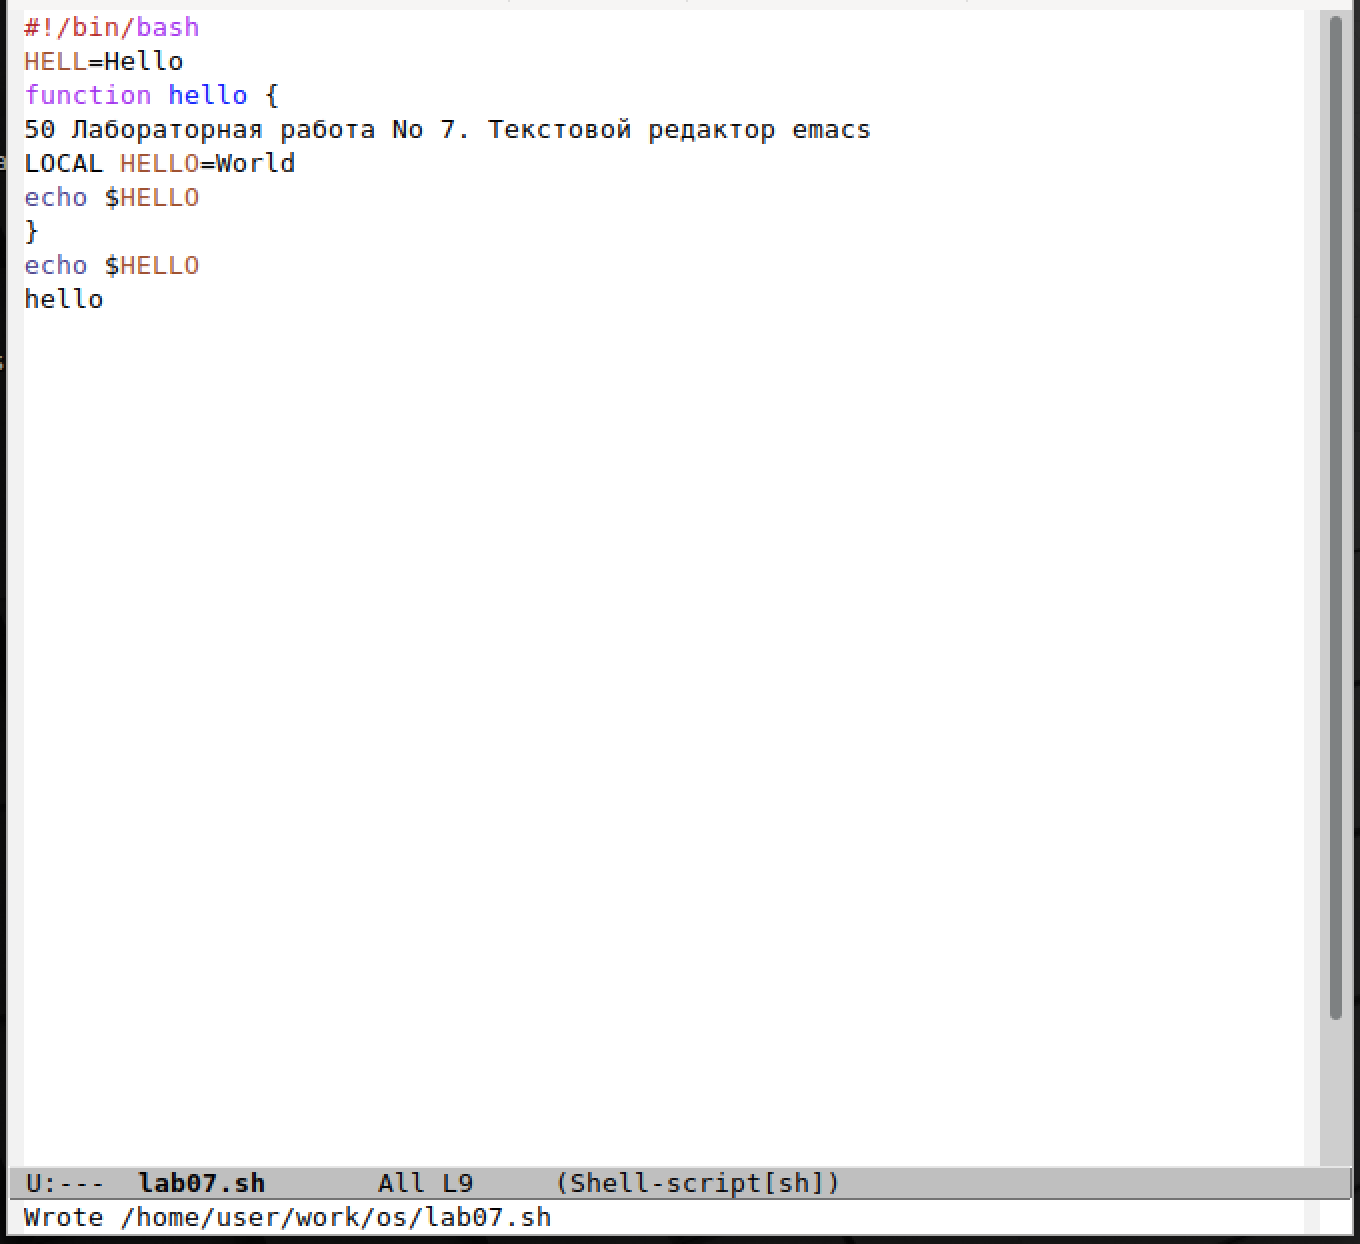 #!/bin/bash
HELL=Hello
function hello {
50 Лабораторная работа No 7. Текстовой редактор emacs
LOCAL HELLO=World
echo $HELLO
}
echo $HELLO
hello
U:---  lab07.sh       All L9     (Shell-script[sh])
Wrote /home/user/work/os/lab07.sh